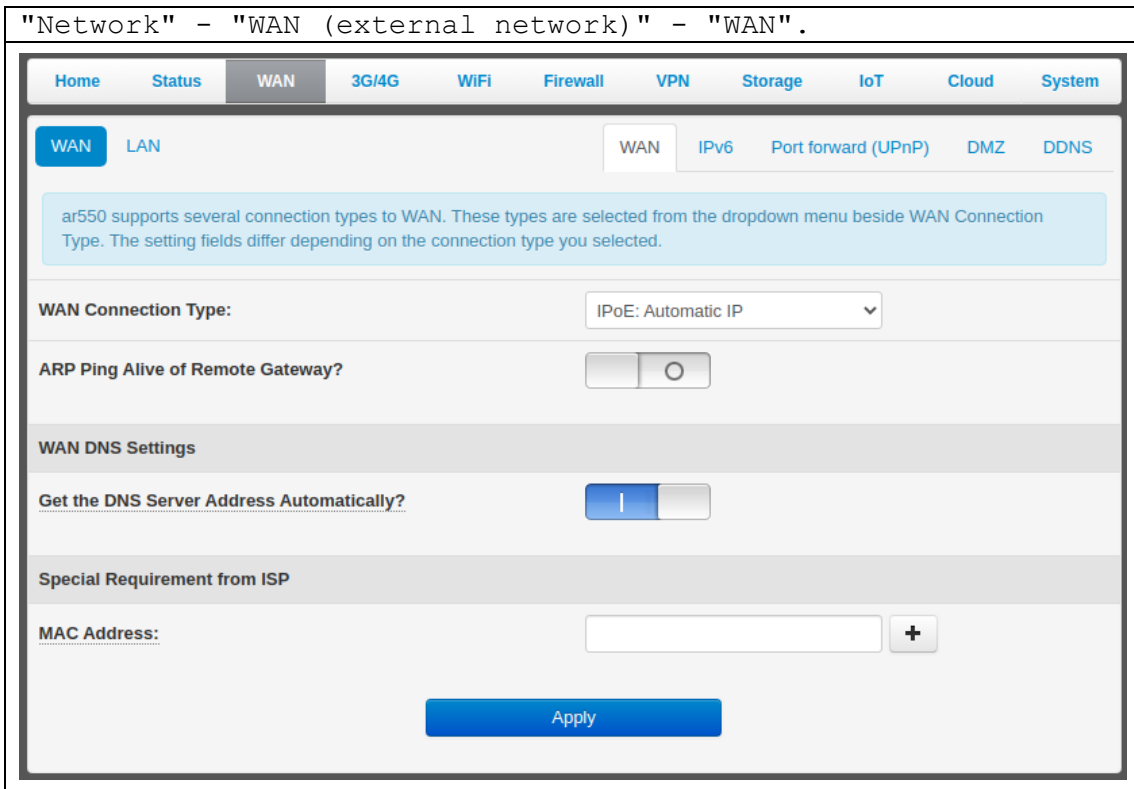 "Network" - "WAN (external network)" - "WAN".
Home Status WAN 3G/4G WiFi Firewall VPN Storage IoT Cloud System
WAN LAN WAN IPv6 Port forward (UPnP) DMZ DDNS
ar550 supports several connection types to WAN. These types are selected from the dropdown menu beside WAN Connection
Type. The setting fields differ depending on the connection type you selected.
WAN Connection Type: IPoE: Automatic IP
ARP Ping Alive of Remote Gateway?
WAN DNS Settings
Get the DNS Server Address Automatically?
Special Requirement from ISP
MAC Address: +
Apply